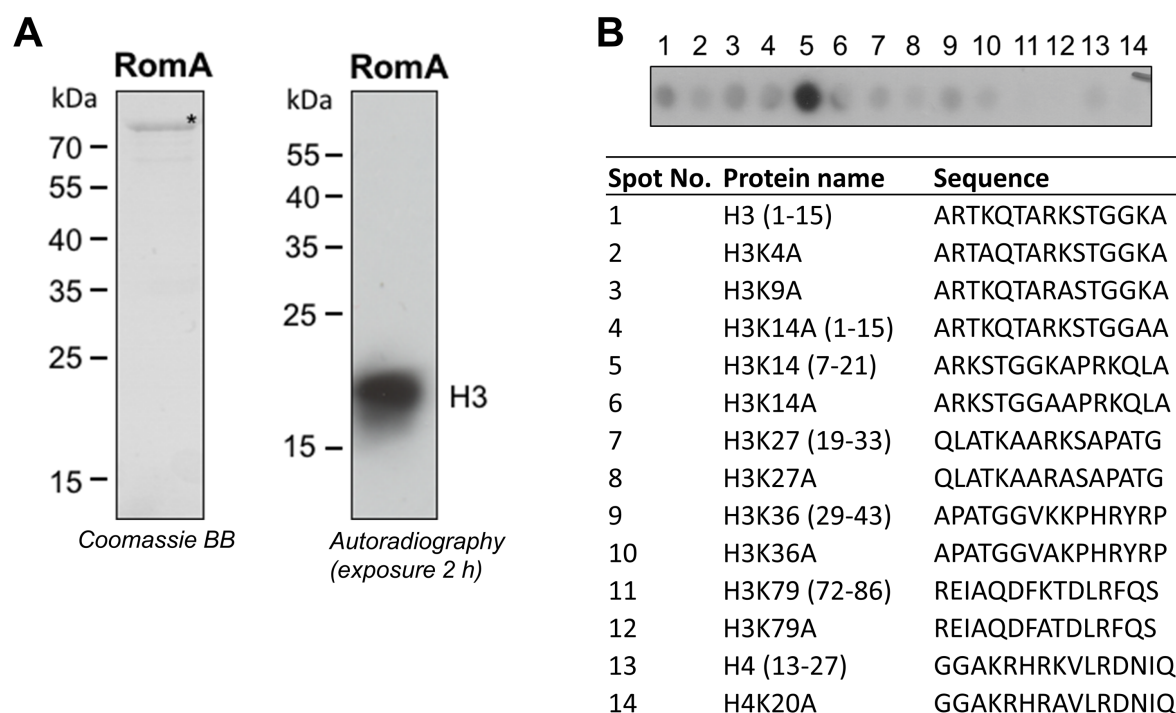 A
RomA
kDa
70
*
55
40
35
25
15
Coomassie BB
RomA
kDa
55
40
35
25
15
H3
Autoradiography
(exposure 2 h)
B
1 2 3 4 5 6 7 8 9 10 11 12 13 14
Spot No. Protein name Sequence
1 H3 (1-15) ARTKQTARKSTGGKA
2 H3K4A ARTAQTARKSTGGKA
3 H3K9A ARTKQTARASTGGKA
4 H3K14A (1-15) ARTKQTARKSTGGAA
5 H3K14 (7-21) ARKSTGGKAPRKQLA
6 H3K14A ARKSTGGAAPRKQLA
7 H3K27 (19-33) QLATKAARKSAPATG
8 H3K27A QLATKAARASAPATG
9 H3K36 (29-43) APATGGVKKPHRYRP
10 H3K36A APATGGVAKPHRYRP
11 H3K79 (72-86) REIAQDFKTDLRFQS
12 H3K79A REIAQDFATDLRFQS
13 H4 (13-27) GGAKRHRKVLRDNIQ
14 H4K20A GGAKRHRAVLRDNIQ